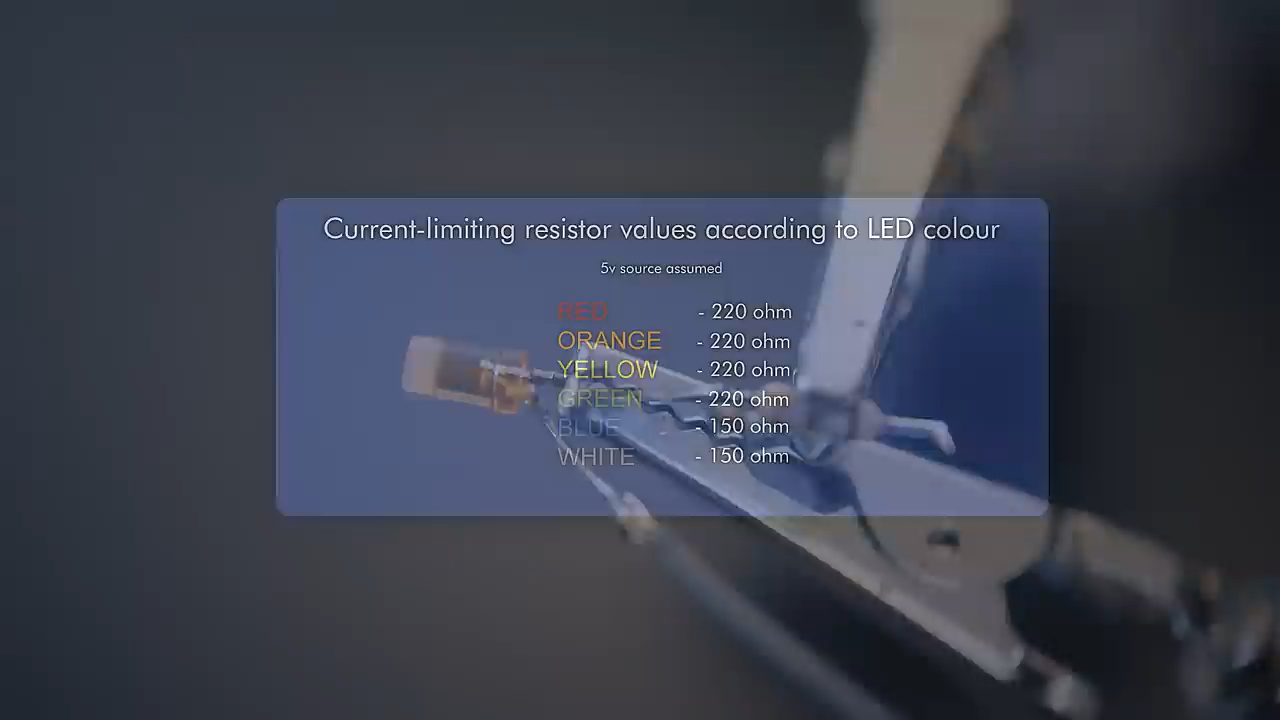 Current-limiting resistor values according to LED colour
5v source assumed
RED - 220 ohm
ORANGE - 220 ohm
YELLOW - 220 ohm
GREEN - 220 ohm
BLUE - 150 ohm
WHITE - 150 ohm